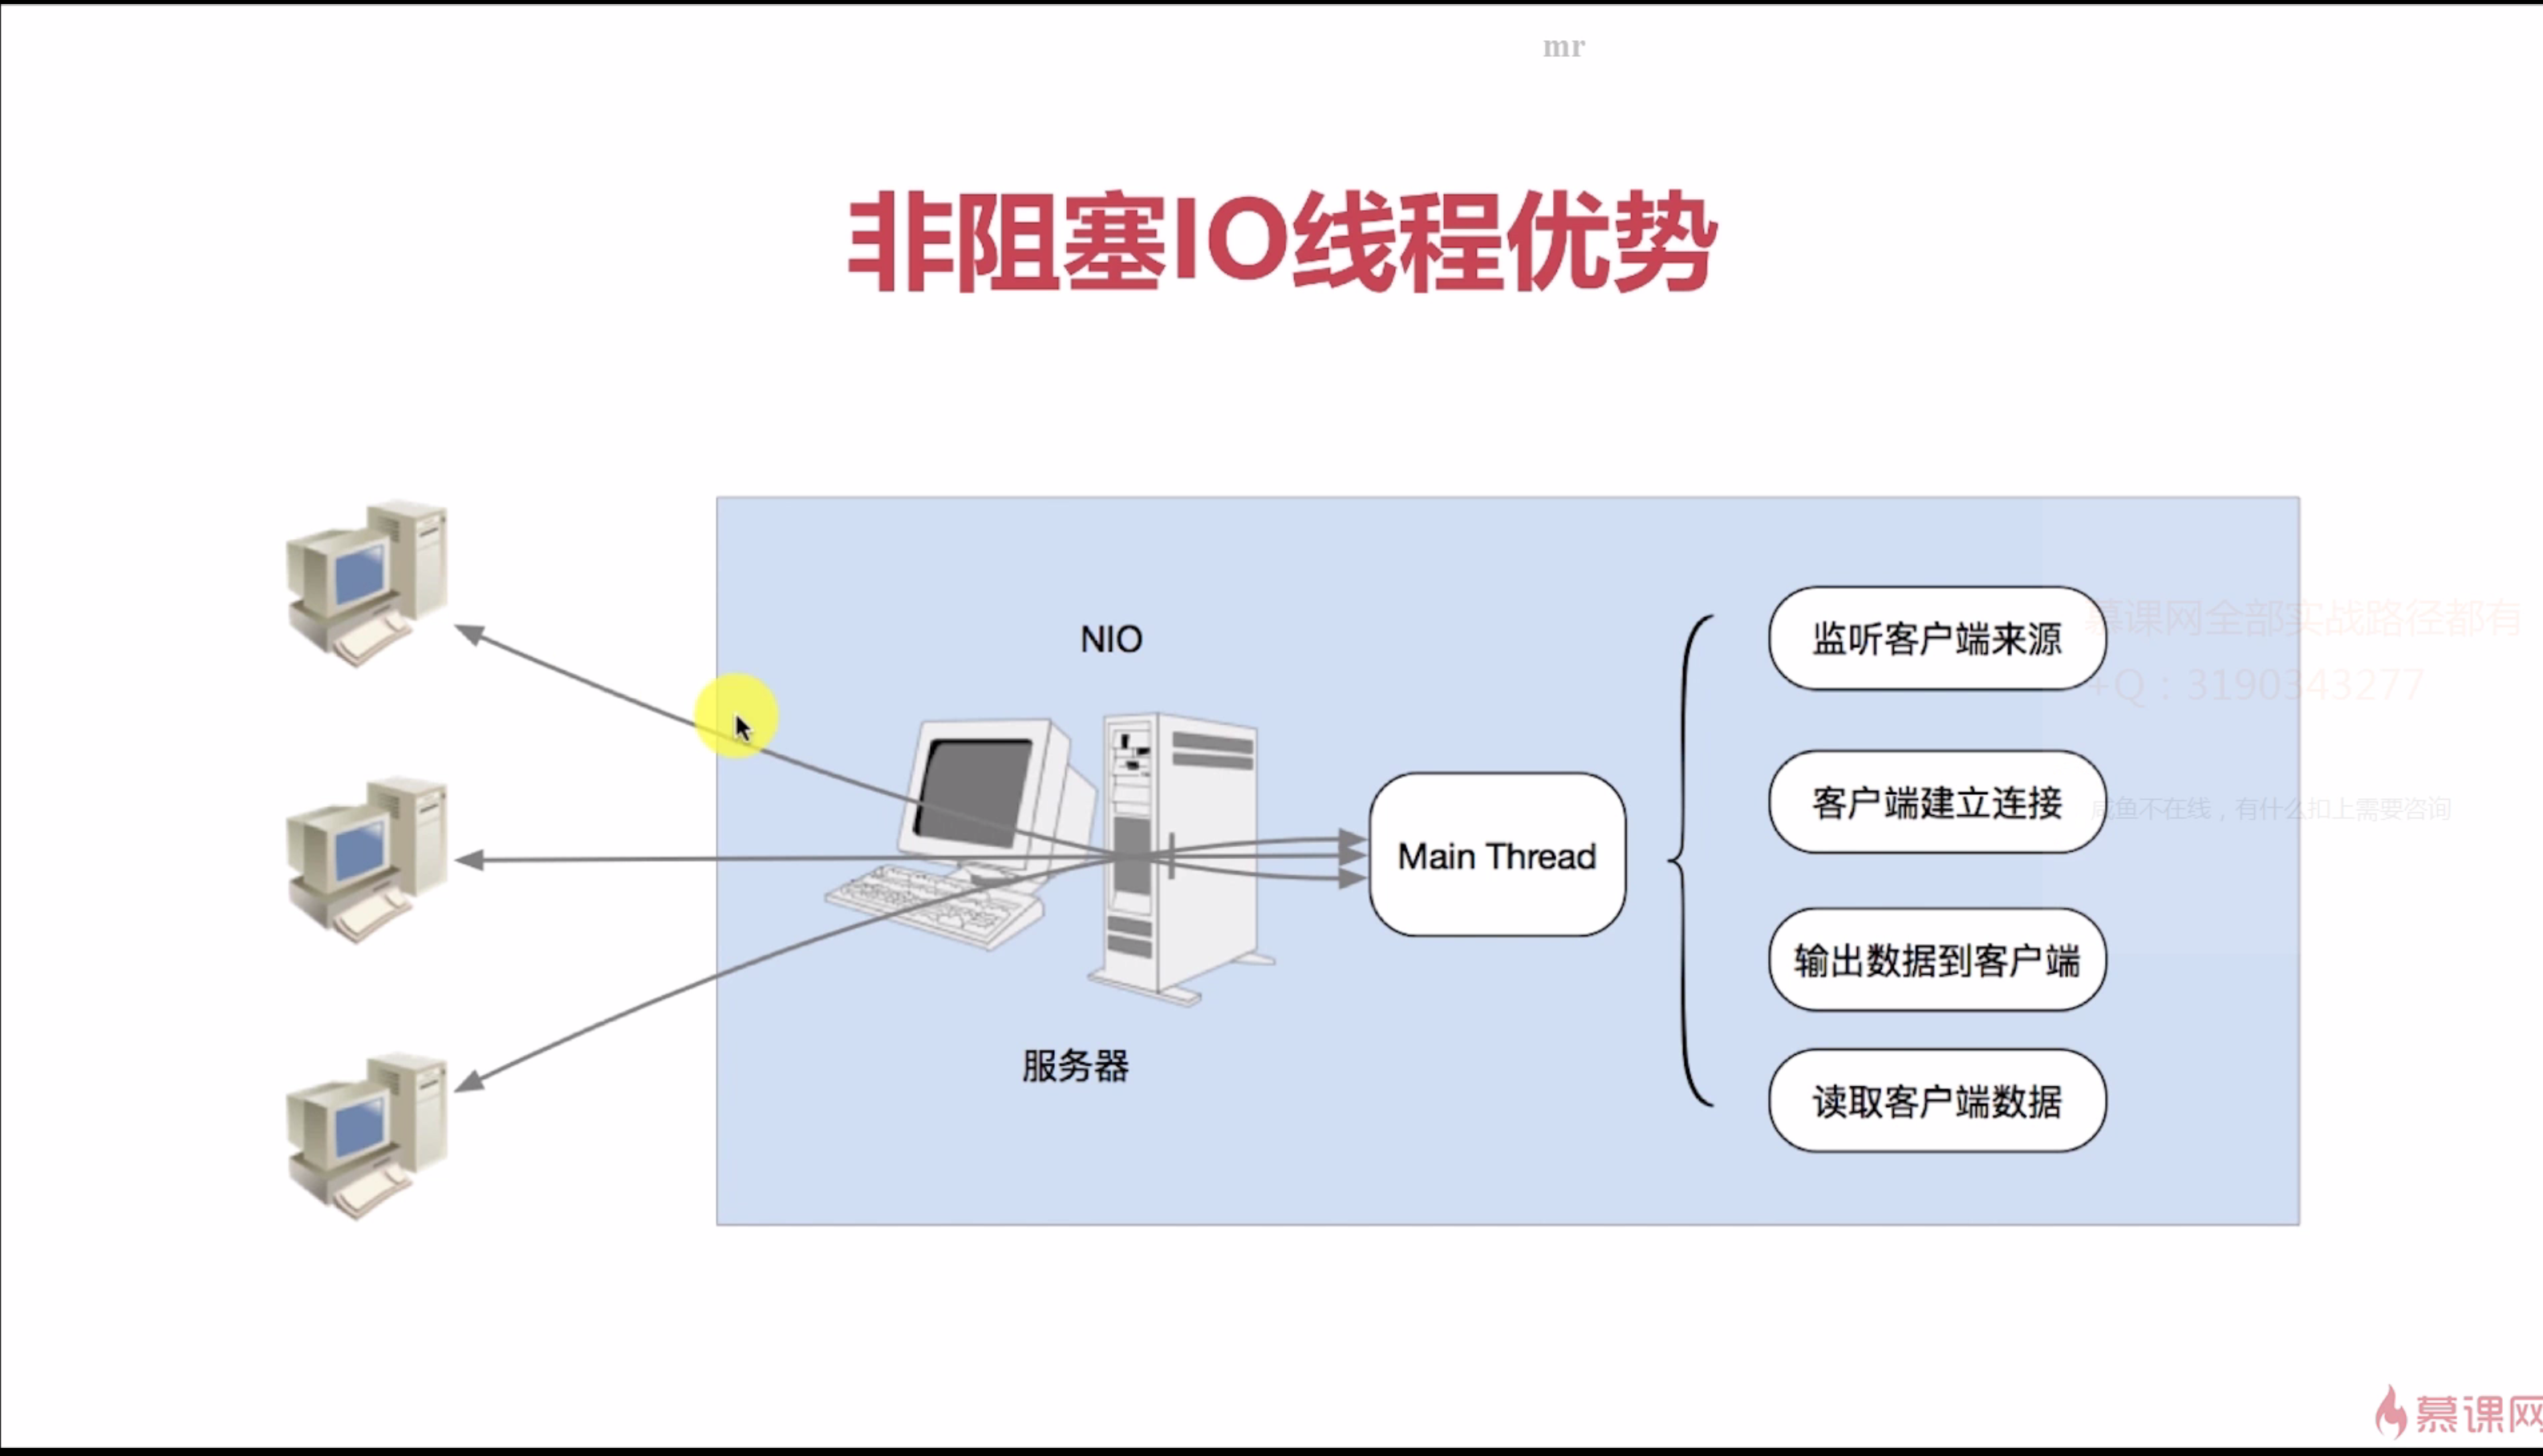 mr
非阻塞IO线程优势
NIO
服务器
Main Thread
监听客户端来源
客户端建立连接
输出数据到客户端
读取客户端数据
慕课网全部实战路径都有
+Q：3190343277
咸鱼不在线，有什么扣上需要咨询
慕课网